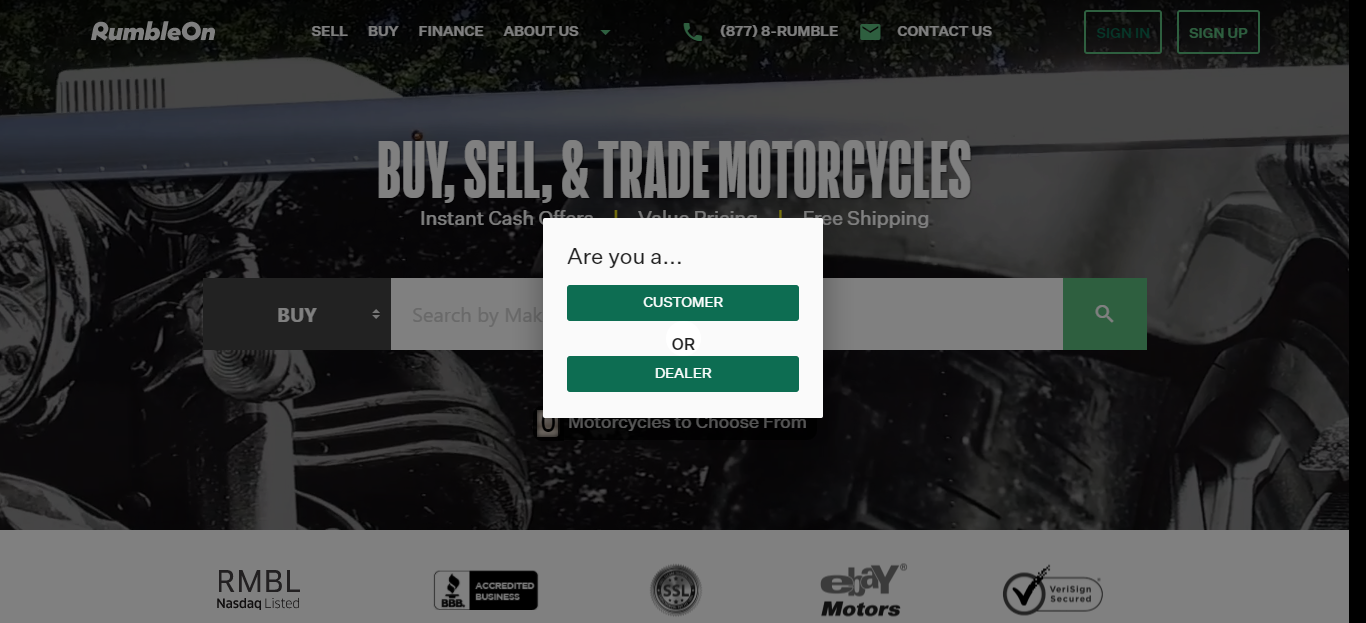 RumbleOn SELL BUY FINANCE ABOUT US (877) 8-RUMBLE CONTACT US SIGN IN SIGN UP
BUY, SELL, & TRADE MOTORCYCLES
Instant Cash Offers | Value Pricing | Free Shipping
Are you a...
CUSTOMER
BUY Search by Mak
OR
DEALER
0 Motorcycles to Choose From
RMBL
Nasdaq Listed
BBB.
ACCREDITED
BUSINESS
SSL
ebaY®
Motors
VeriSign
Secured